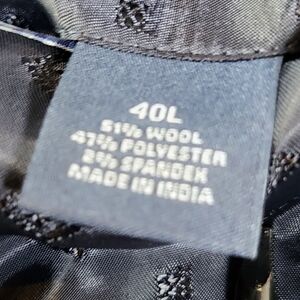 40L
51% WOOL
47% POLYESTER
2% SPANDEX
MADE IN INDIA